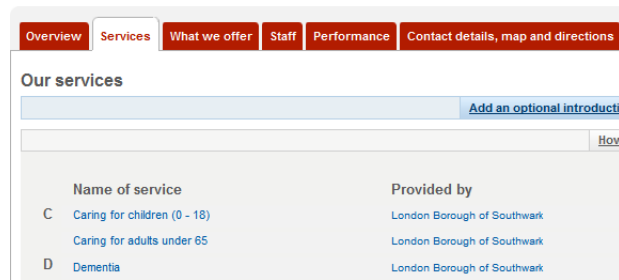 Overview Services What we offer Staff Performance Contact details, map and directions
Our services
Add an optional
Name of service Provided by
C Caring for children (0 - 18) London Borough of Southwark
Caring for adults under 65 London Borough of Southwark
D Dementia London Borough of Southwark